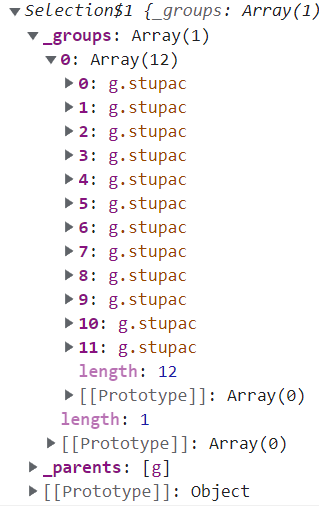 ▼Selection$1 {_groups: Array(1)
▼_groups: Array(1)
▼0: Array(12)
▶0: g.stupac
▶1: g.stupac
▶2: g.stupac
▶3: g.stupac
▶4: g.stupac
▶5: g.stupac
▶6: g.stupac
▶7: g.stupac
▶8: g.stupac
▶9: g.stupac
▶10: g.stupac
▶11: g.stupac
length: 12
▶[[Prototype]]: Array(0)
length: 1
▶[[Prototype]]: Array(0)
▶_parents: [g]
▶[[Prototype]]: Object